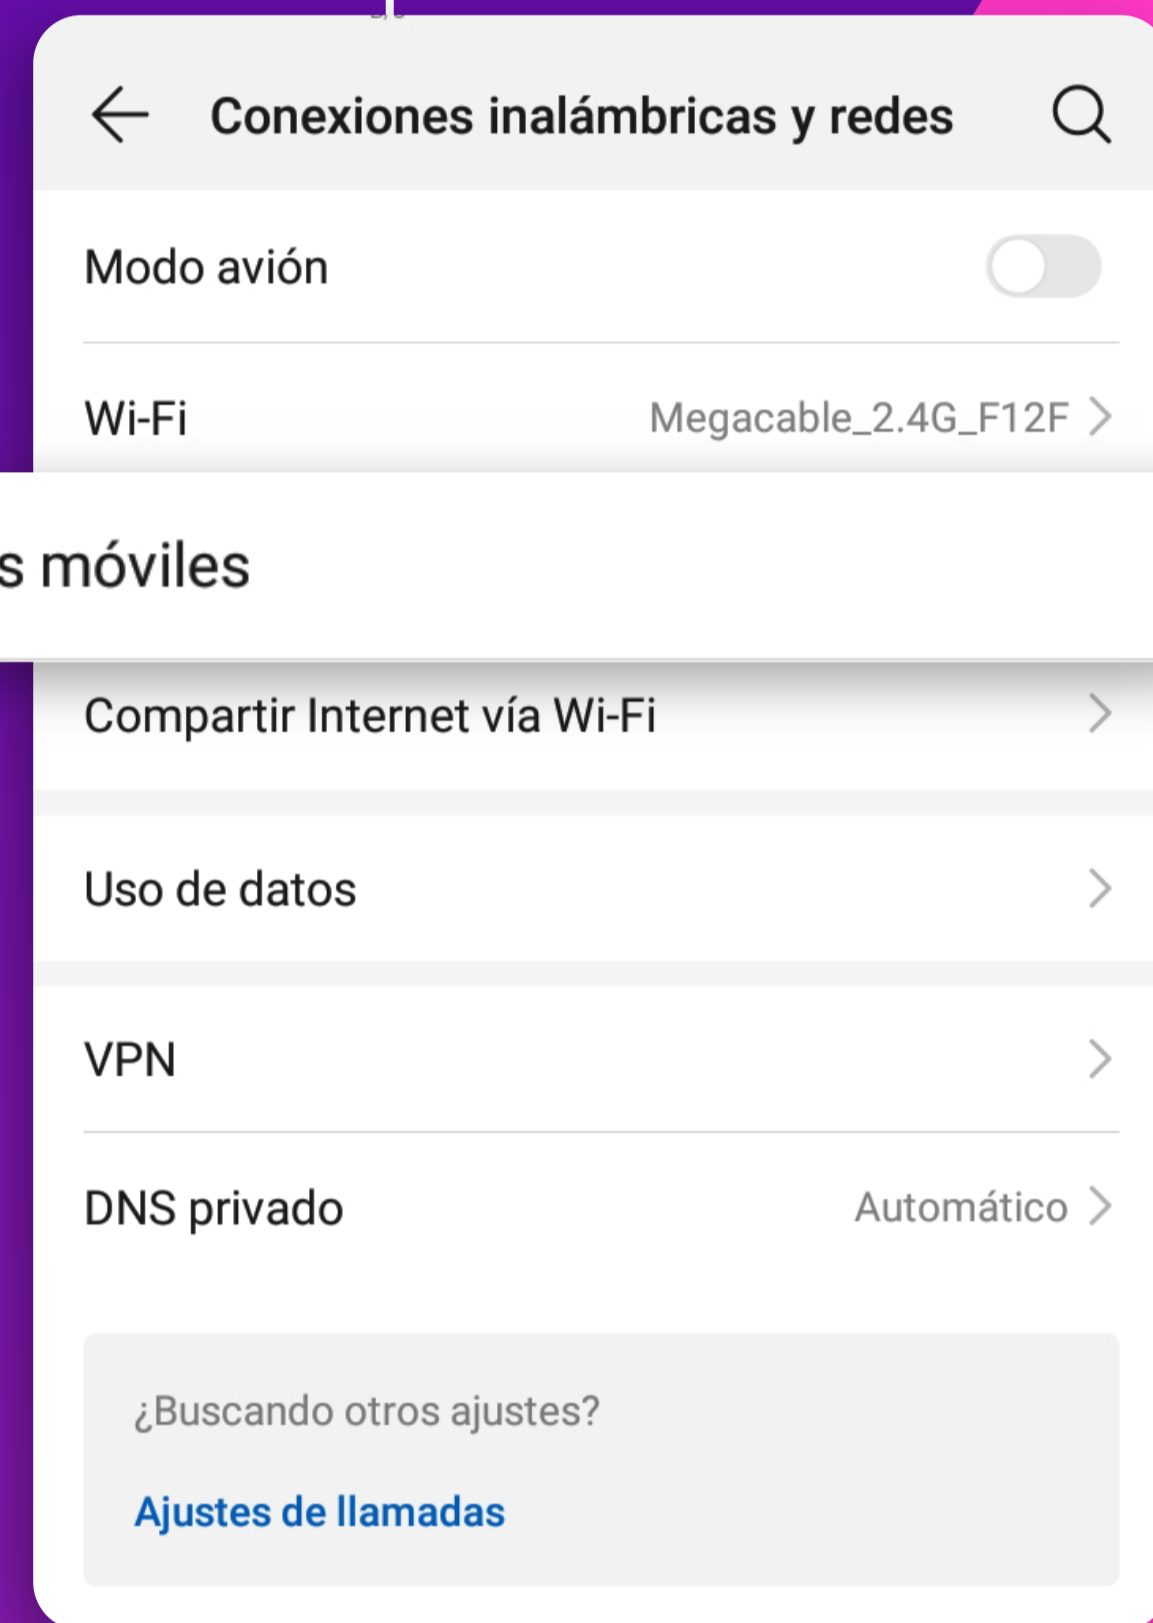 Conexiones inalámbricas y redes
Modo avión
Wi-Fi Megacable_2.4G_F12F
s móviles
Compartir Internet vía Wi-Fi
Uso de datos
VPN
DNS privado Automático
¿Buscando otros ajustes?
Ajustes de llamadas